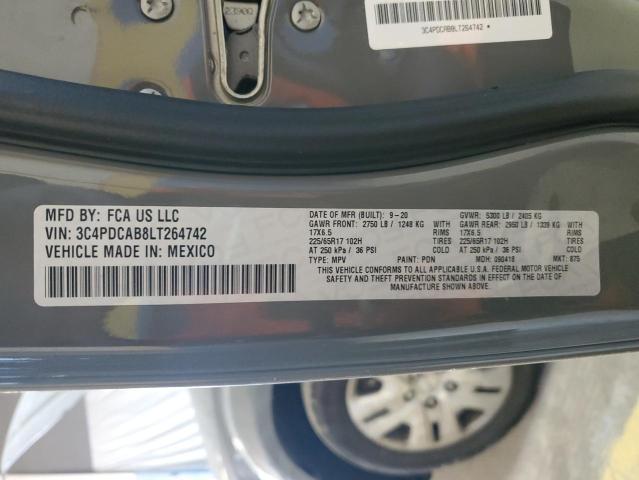 23900
3C4PDCAB8LT264742 *
MFD BY: FCA US LLC
VIN: 3C4PDCAB8LT264742
VEHICLE MADE IN: MEXICO
DATE OF MFR (BUILT) 9-20 GVWR: 5300 LB / 2405 KG
GAWR FRONT: 2750 LB / 1248 KG WITH GAWR REAR: 2950 LB / 1339 KG WITH
17X6.5 RIMS 17X6.5 RIMS
225/65R17 102H TIRES 225/65R17 102H TIRES
AT 250 kPa / 36 PSI COLD AT 250 kPa / 36 PSI COLD
TYPE: MPV PAINT: PDN MDH: 090418 MKT: 875
THIS VEHICLE CONFORMS TO ALL APPLICABLE U.S.A. FEDERAL MOTOR VEHICLE
SAFETY AND THEFT PREVENTION STANDARDS IN EFFECT ON THE DATE OF
MANUFACTURE SHOWN ABOVE.